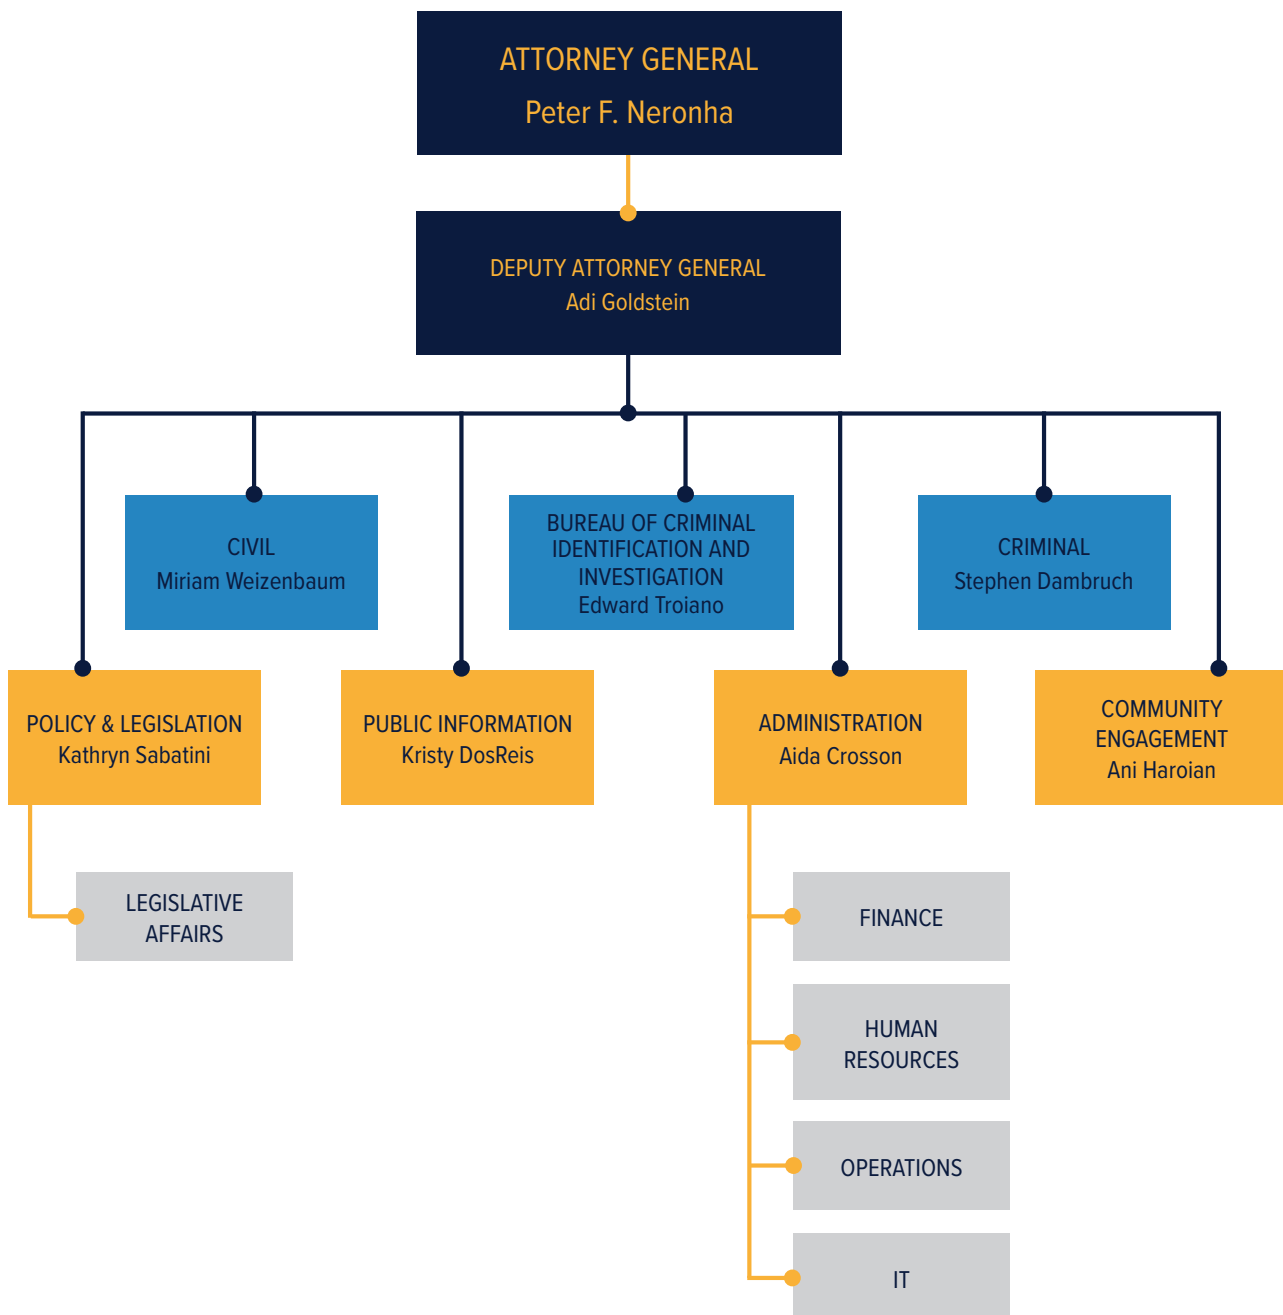 ATTORNEY GENERAL
Peter F. Neronha
DEPUTY ATTORNEY GENERAL
Adi Goldstein
CIVIL
Miriam Weizenbaum
BUREAU OF CRIMINAL
IDENTIFICATION AND
INVESTIGATION
Edward Troiano
CRIMINAL
Stephen Dambruch
POLICY & LEGISLATION
Kathryn Sabatini
PUBLIC INFORMATION
Kristy DosReis
ADMINISTRATION
Aida Crosson
COMMUNITY
ENGAGEMENT
Ani Haroian
LEGISLATIVE
AFFAIRS
FINANCE
HUMAN
RESOURCES
OPERATIONS
IT